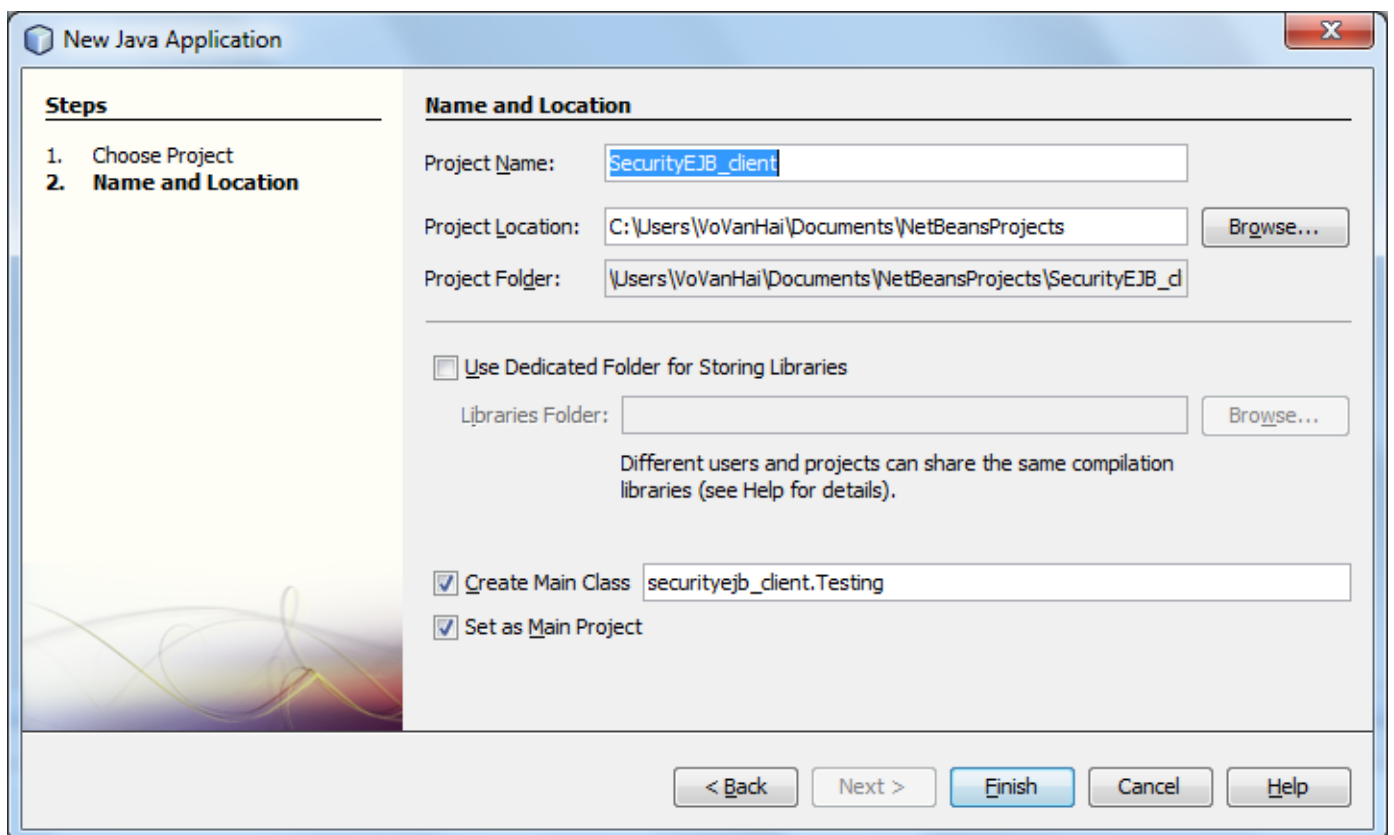 New Java Application
Steps
1. Choose Project
2. Name and Location
Name and Location
Project Name: SecurityEJB_client
Project Location: C:\Users\VoVanHai\Documents\NetBeansProjects Browse...
Project Folder: \Users\VoVanHai\Documents\NetBeansProjects\SecurityEJB_cl
Use Dedicated Folder for Storing Libraries
Libraries Folder: Browse...
Different users and projects can share the same compilation
libraries (see Help for details).
Create Main Class securityejb_client.Testing
Set as Main Project
< Back Next > Finish Cancel Help